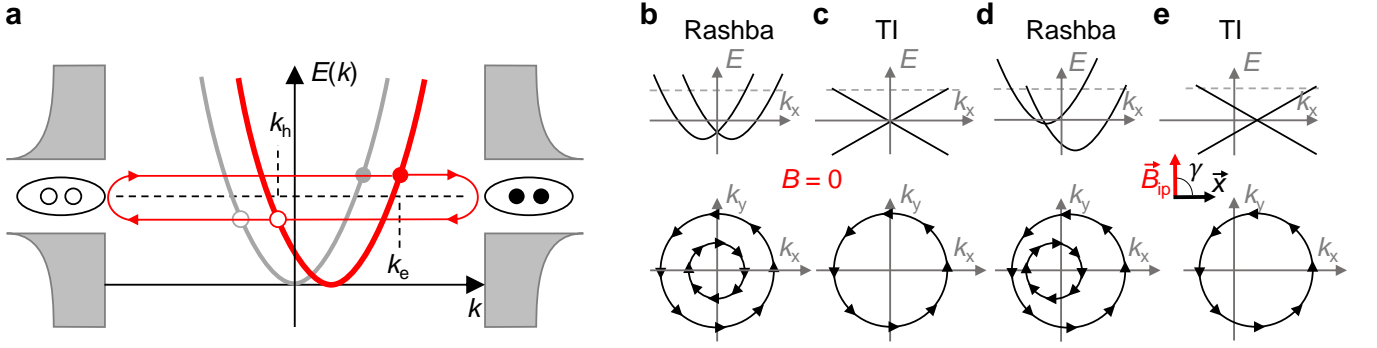 a
E(k)
k_h
k_e
k
b
Rashba
E
k_x
k_y
k_x
c
TI
E
k_x
k_y
k_x
B = 0
d
Rashba
E
k_x
k_y
k_x
e
TI
E
k_x
B⃗_ip
γ
x⃗
k_y
k_x